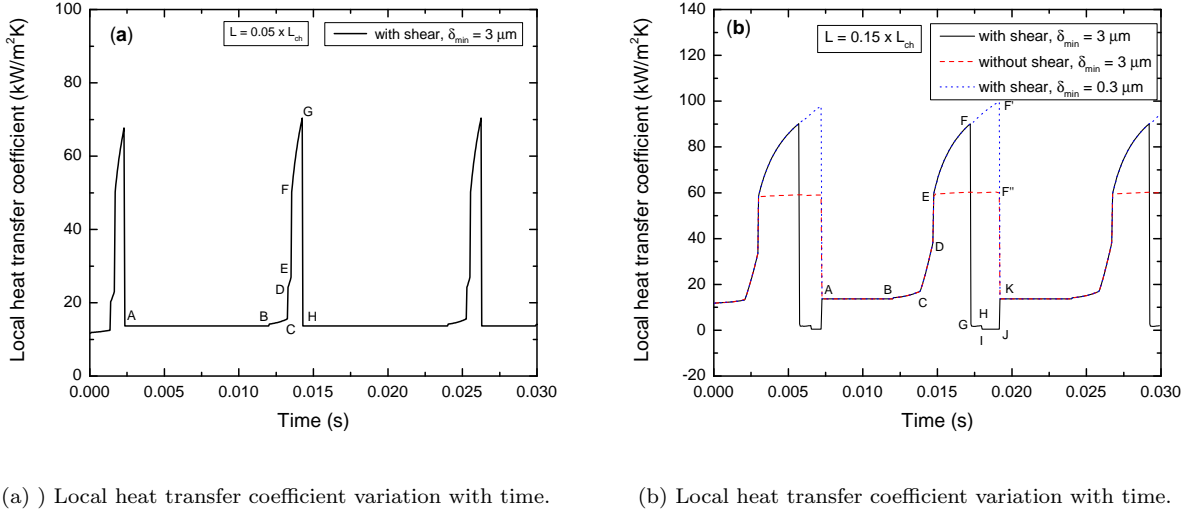 (a)
L = 0.05 x L_ch
with shear, δ_min = 3 μm
Local heat transfer coefficient (kW/m²K)
100
90
80
70
60
50
40
30
20
10
0
A
B
C
D
E
F
G
H
0.000
0.005
0.010
0.015
0.020
0.025
0.030
Time (s)
(b)
L = 0.15 x L_ch
with shear, δ_min = 3 μm
without shear, δ_min = 3 μm
with shear, δ_min = 0.3 μm
Local heat transfer coefficient (kW/m²K)
140
120
100
80
60
40
20
0
-20
A
B
C
D
E
F
F'
F"
G
H
I
J
K
0.000
0.005
0.010
0.015
0.020
0.025
0.030
Time (s)
(a) ) Local heat transfer coefficient variation with time.
(b) Local heat transfer coefficient variation with time.